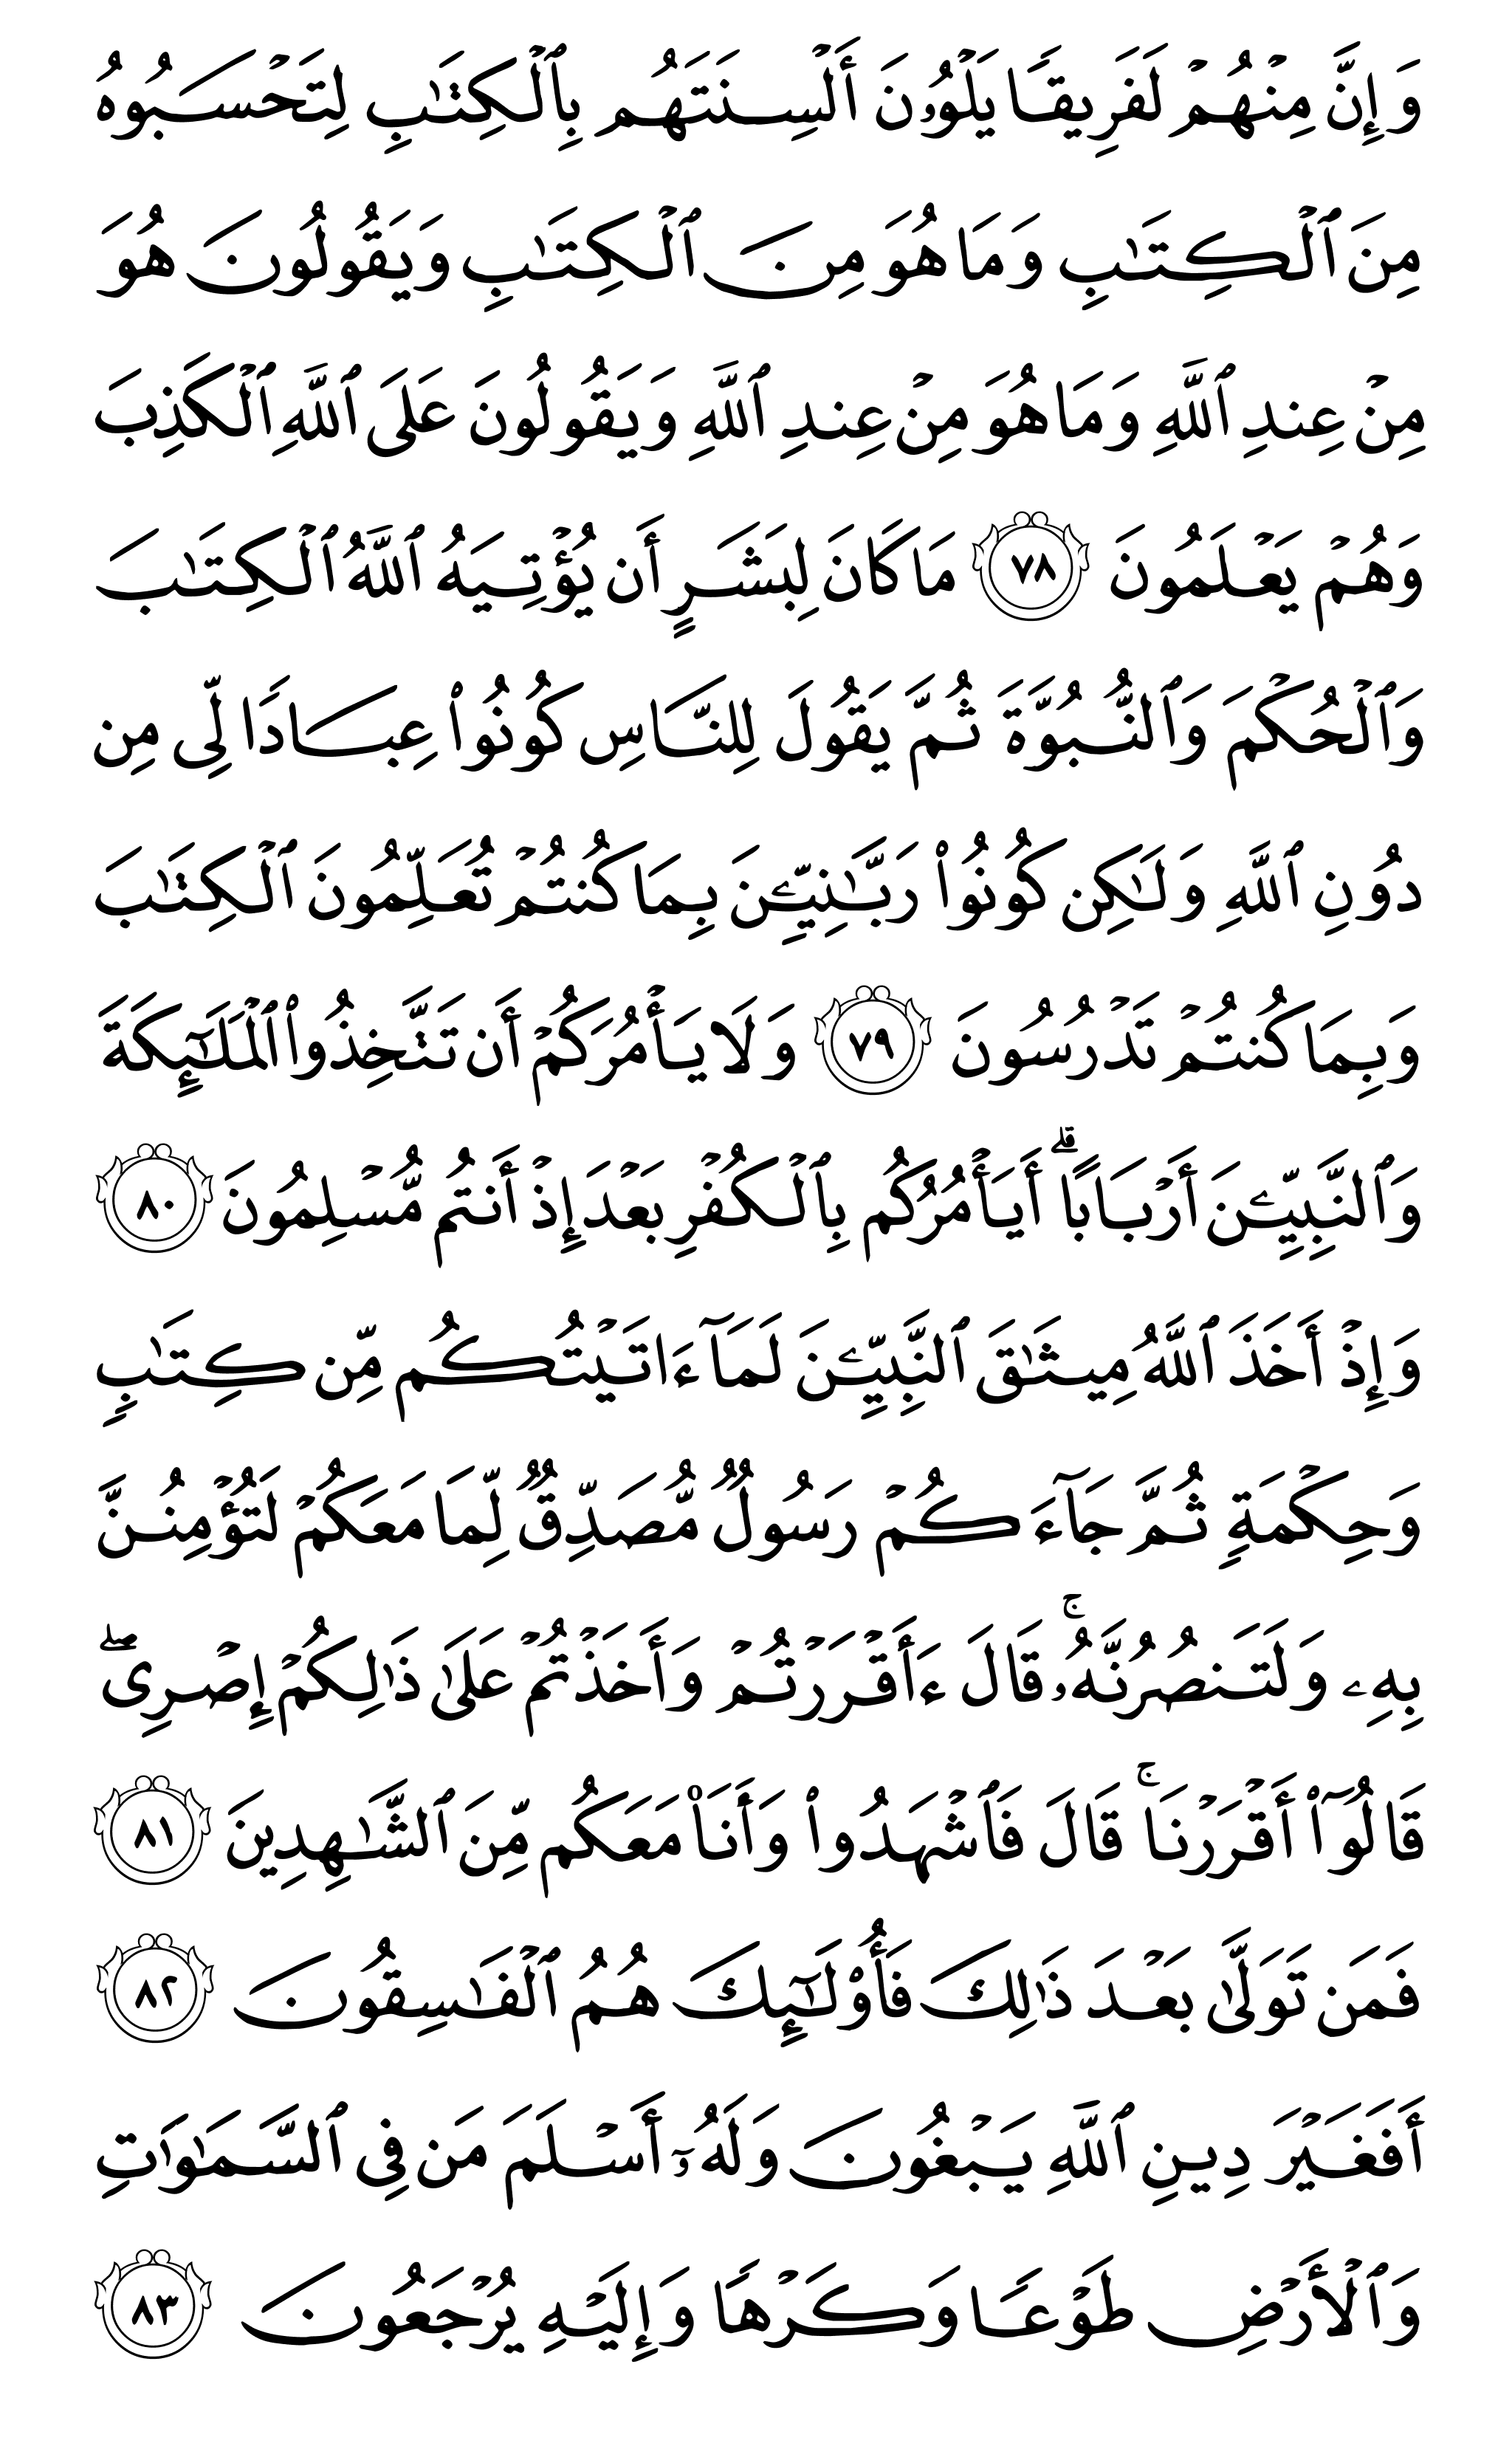 وَإِنَّ مِنْهُمْ لَفَرِيقًا يَلْوُۥنَ أَلْسِنَتَهُم بِٱلْكِتَٰبِ لِتَحْسَبُوهُ
مِنَ ٱلْكِتَٰبِ وَمَا هُوَ مِنَ ٱلْكِتَٰبِ وَيَقُولُونَ هُوَ
مِنْ عِندِ ٱللَّهِ وَمَا هُوَ مِنْ عِندِ ٱللَّهِ وَيَقُولُونَ عَلَى ٱللَّهِ ٱلْكَذِبَ
وَهُمْ يَعْلَمُونَ ٧٨ مَا كَانَ لِبَشَرٍ أَن يُؤْتِيَهُ ٱللَّهُ ٱلْكِتَٰبَ
وَٱلْحُكْمَ وَٱلنُّبُوَّةَ ثُمَّ يَقُولَ لِلنَّاسِ كُونُوا۟ عِبَادًا لِّى مِن
دُونِ ٱللَّهِ وَلَٰكِن كُونُوا۟ رَبَّٰنِيِّۦنَ بِمَا كُنتُمْ تُعَلِّمُونَ ٱلْكِتَٰبَ
وَبِمَا كُنتُمْ تَدْرُسُونَ ٧٩ وَلَا يَأْمُرَكُمْ أَن تَتَّخِذُوا۟ ٱلْمَلَٰٓئِكَةَ
وَٱلنَّبِيِّۦنَ أَرْبَابًا ۗ أَيَأْمُرُكُم بِٱلْكُفْرِ بَعْدَ إِذْ أَنتُم مُّسْلِمُونَ ٨٠
وَإِذْ أَخَذَ ٱللَّهُ مِيثَٰقَ ٱلنَّبِيِّۦنَ لَمَآ ءَاتَيْتُكُم مِّن كِتَٰبٍ
وَحِكْمَةٍ ثُمَّ جَآءَكُمْ رَسُولٌ مُّصَدِّقٌ لِّمَا مَعَكُمْ لَتُؤْمِنُنَّ
بِهِۦ وَلَتَنصُرُنَّهُۥ ۚ قَالَ ءَأَقْرَرْتُمْ وَأَخَذْتُمْ عَلَىٰ ذَٰلِكُمْ إِصْرِى ۖ
قَالُوٓا۟ أَقْرَرْنَا ۚ قَالَ فَٱشْهَدُوا۟ وَأَنَا۠ مَعَكُم مِّنَ ٱلشَّٰهِدِينَ ٨١
فَمَن تَوَلَّىٰ بَعْدَ ذَٰلِكَ فَأُو۟لَٰٓئِكَ هُمُ ٱلْفَٰسِقُونَ ٨٢
أَفَغَيْرَ دِينِ ٱللَّهِ يَبْغُونَ وَلَهُۥٓ أَسْلَمَ مَن فِى ٱلسَّمَٰوَٰتِ
وَٱلْأَرْضِ طَوْعًا وَكَرْهًا وَإِلَيْهِ يُرْجَعُونَ ٨٣